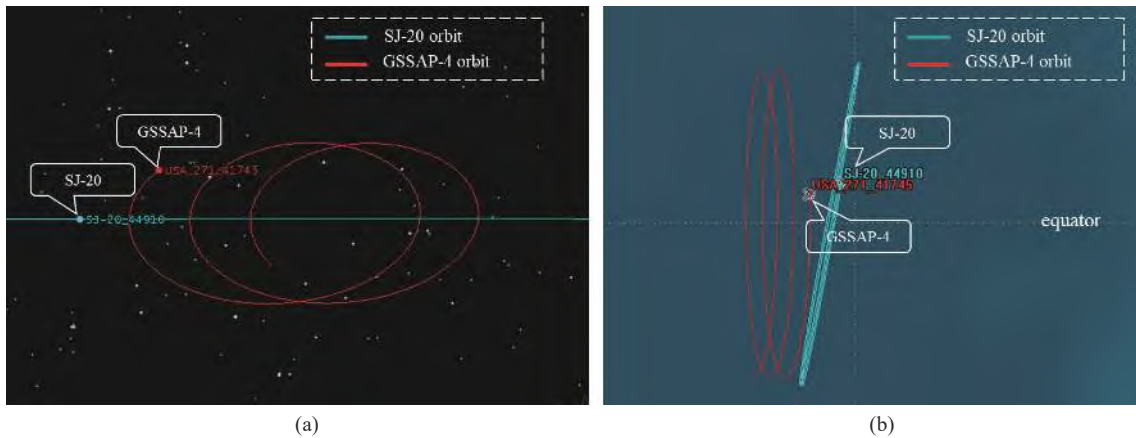 SJ-20 orbit
GSSAP-4 orbit
GSSAP-4
USA_271_41745
SJ-20
SJ-20_44910
(a)
SJ-20 orbit
GSSAP-4 orbit
SJ-20
SJ-20_44910
USA_271_41745
equator
GSSAP-4
(b)